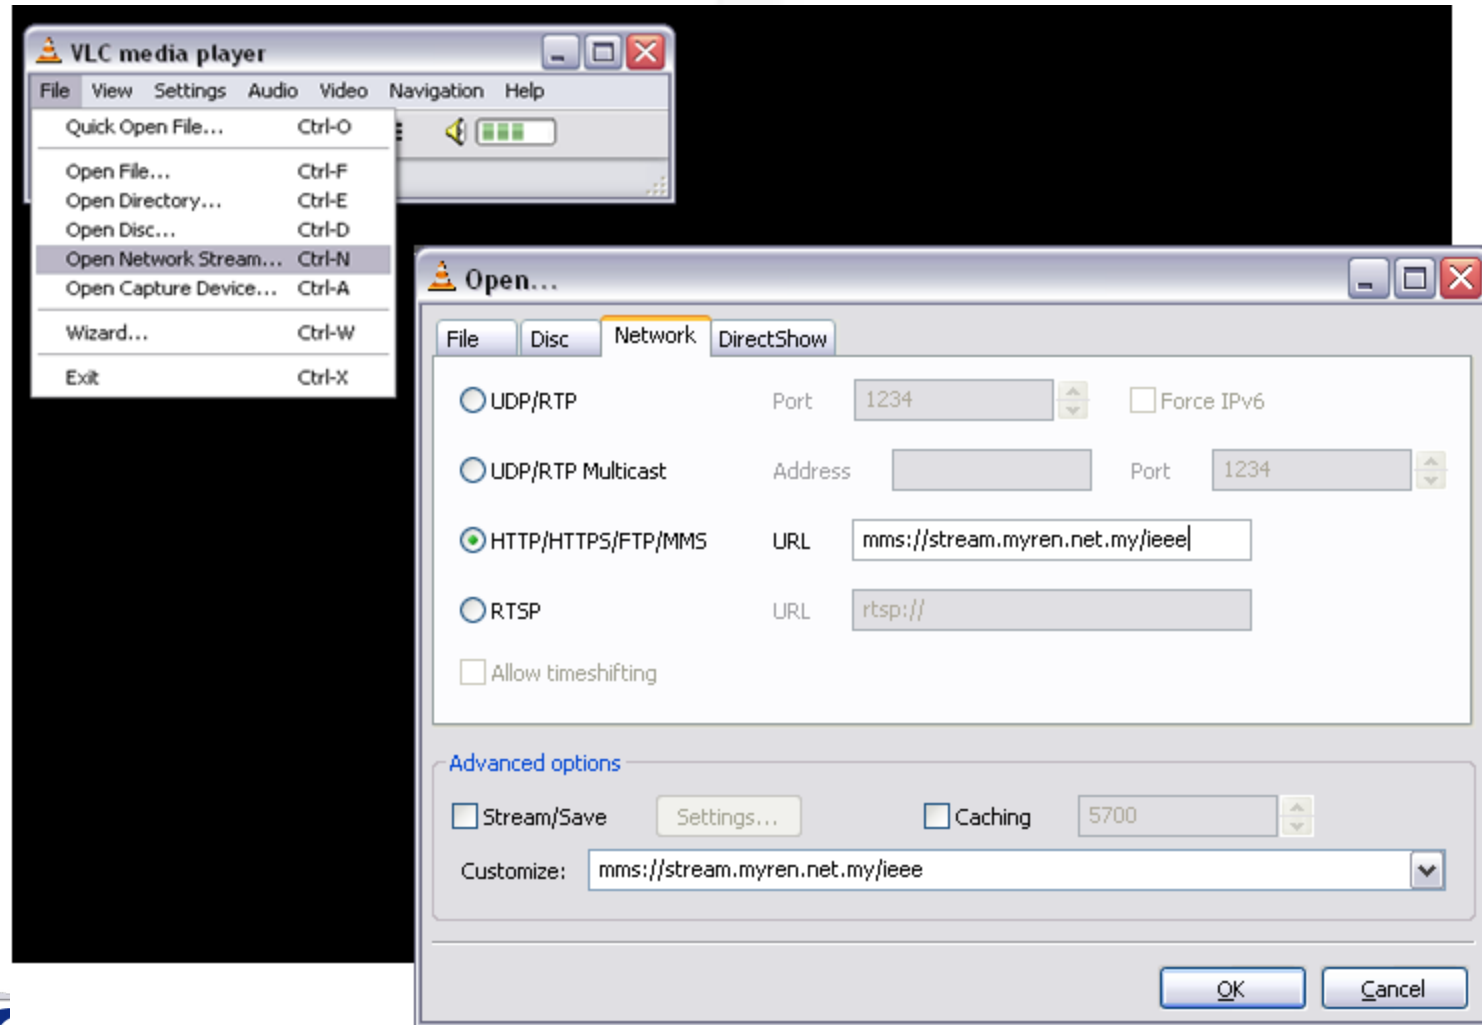 VLC media player
File View Settings Audio Video Navigation Help
Quick Open File... Ctrl-O
Open File... Ctrl-F
Open Directory... Ctrl-E
Open Disc... Ctrl-D
Open Network Stream... Ctrl-N
Open Capture Device... Ctrl-A
Wizard... Ctrl-W
Exit Ctrl-X
Open...
File Disc Network DirectShow
UDP/RTP Port 1234 Force IPv6
UDP/RTP Multicast Address Port 1234
HTTP/HTTPS/FTP/MMS URL mms://stream.myren.net.my/ieee
RTSP URL rtsp://
Allow timeshifting
Advanced options
Stream/Save Settings... Caching 5700
Customize: mms://stream.myren.net.my/ieee
OK Cancel